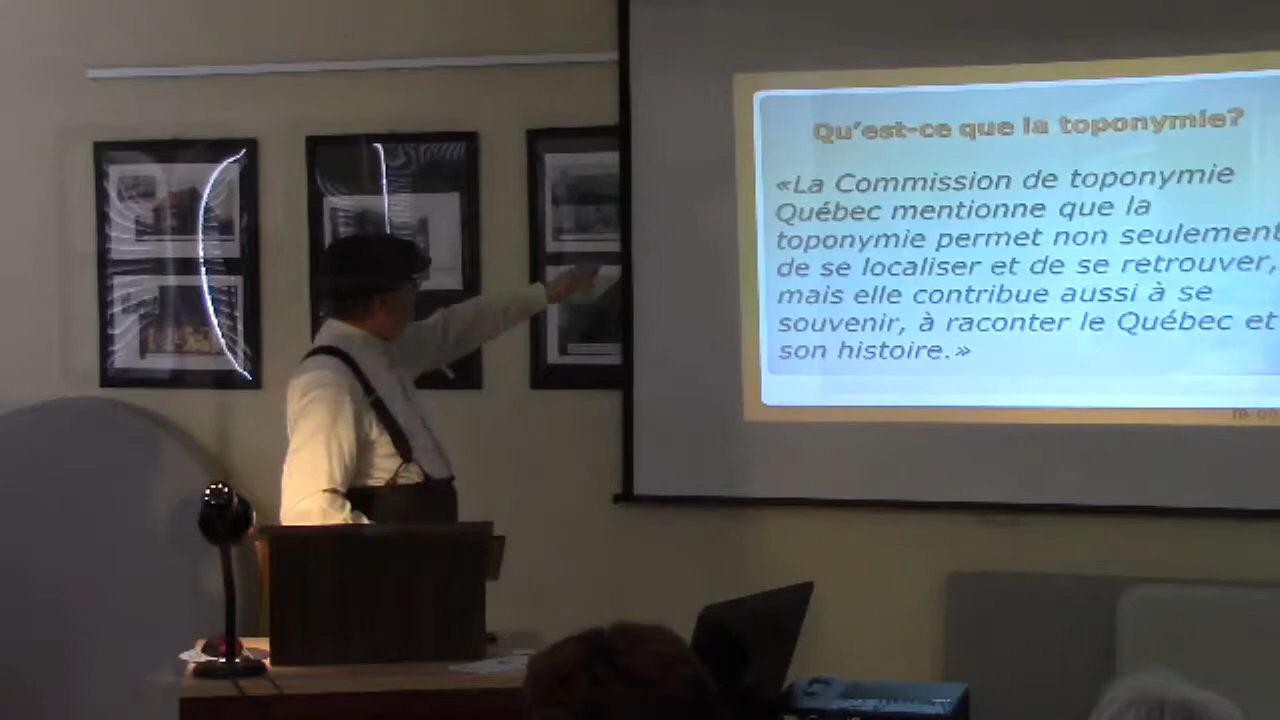 Qu'est-ce que la toponymie?
«La Commission de toponymie
Québec mentionne que la
toponymie permet non seulement
de se localiser et de se retrouver,
mais elle contribue aussi à se
souvenir, à raconter le Québec et
son histoire.»